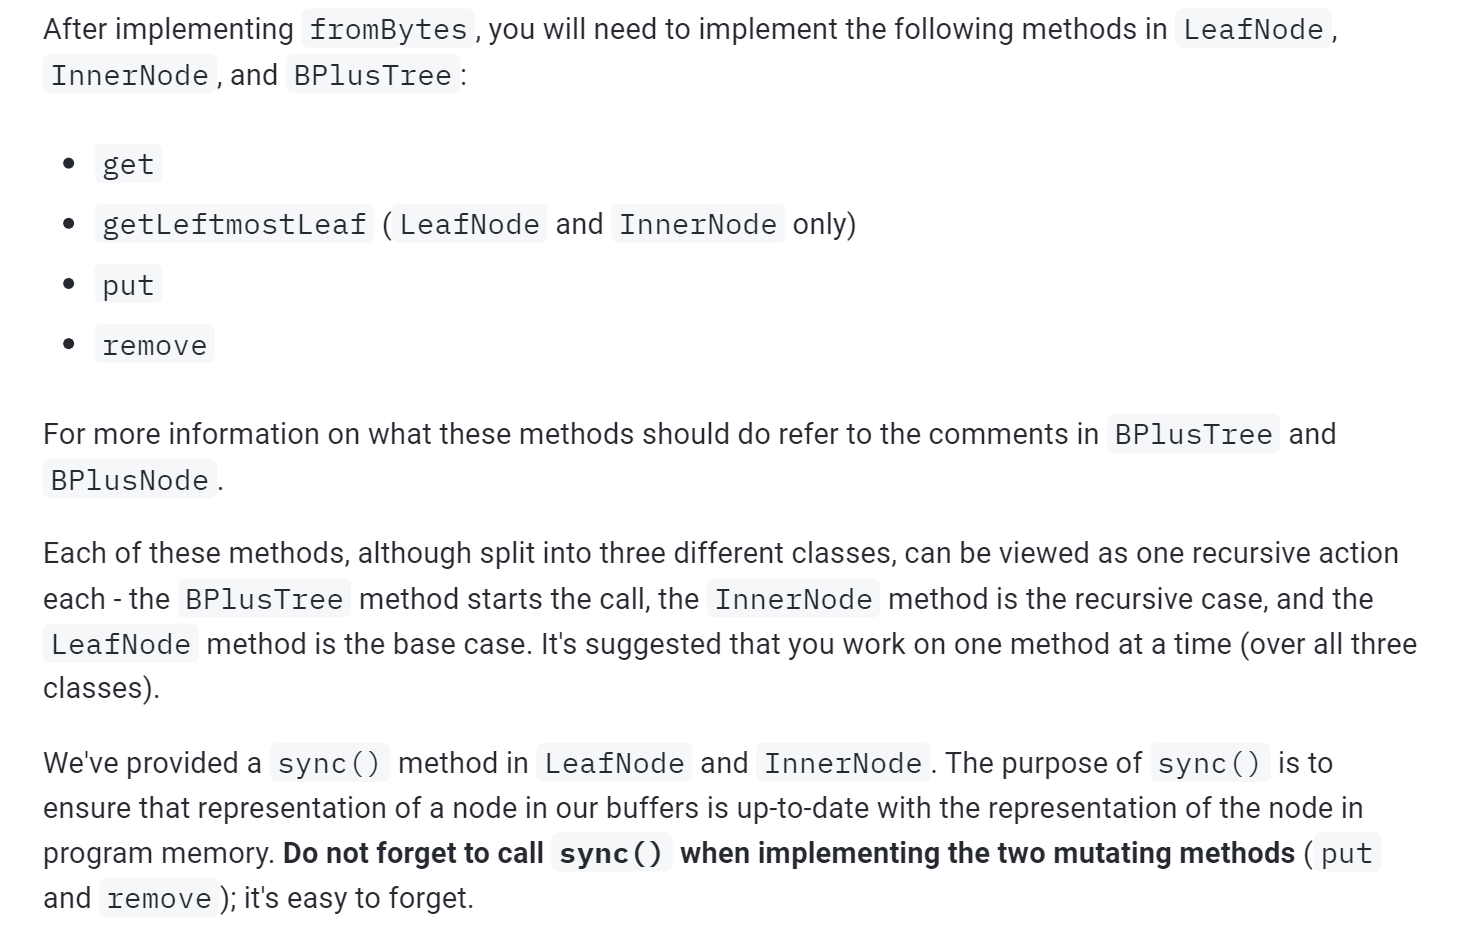 After implementing fromBytes, you will need to implement the following methods in LeafNode,
InnerNode, and BPlusTree:
• get
• getLeftmostLeaf (LeafNode and InnerNode only)
• put
• remove
For more information on what these methods should do refer to the comments in BPlusTree and
BPlusNode.
Each of these methods, although split into three different classes, can be viewed as one recursive action
each - the BPlusTree method starts the call, the InnerNode method is the recursive case, and the
LeafNode method is the base case. It's suggested that you work on one method at a time (over all three
classes).
We've provided a sync() method in LeafNode and InnerNode. The purpose of sync() is to
ensure that representation of a node in our buffers is up-to-date with the representation of the node in
program memory. Do not forget to call sync() when implementing the two mutating methods (put
and remove); it's easy to forget.